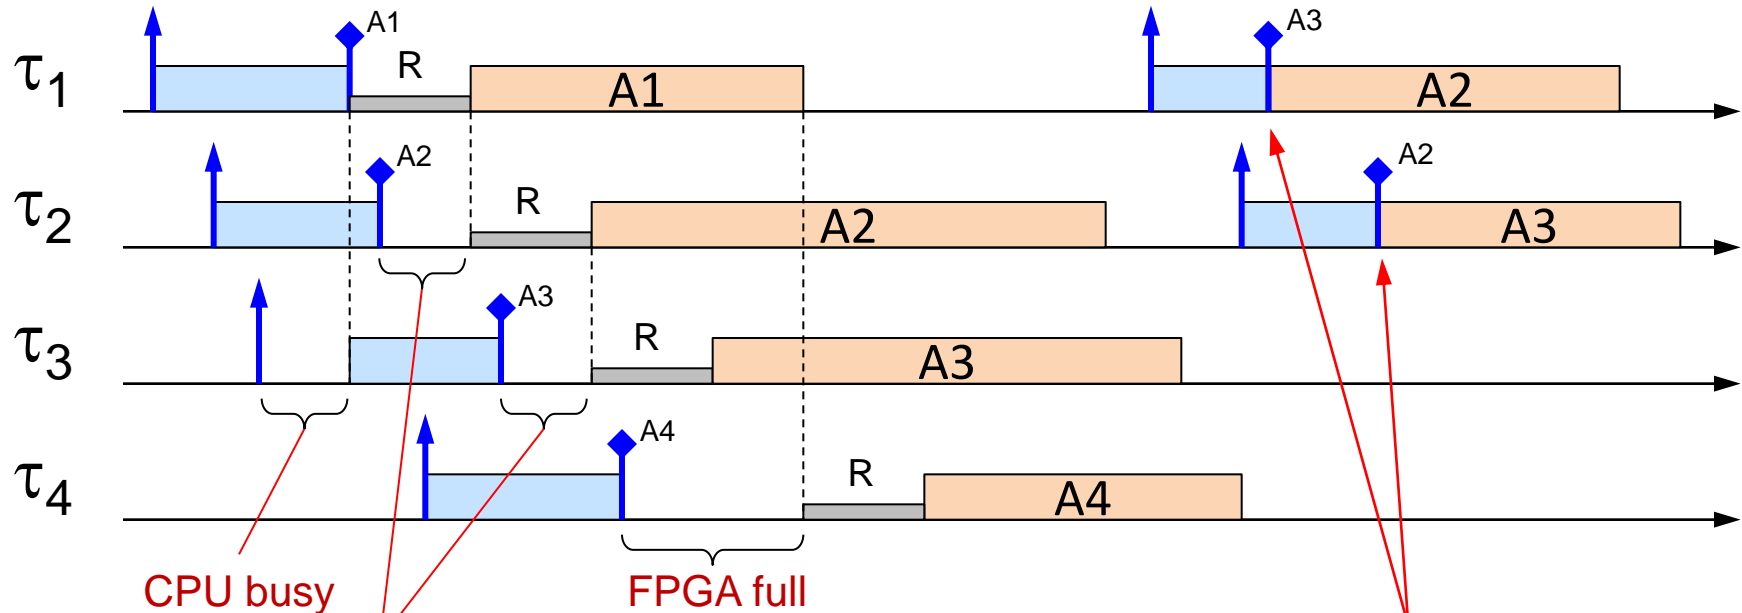 A1
A3
τ1
R
A1
A2
A2
A2
τ2
R
A2
A3
A3
τ3
R
A3
A4
τ4
R
A4
CPU busy
FPGA full